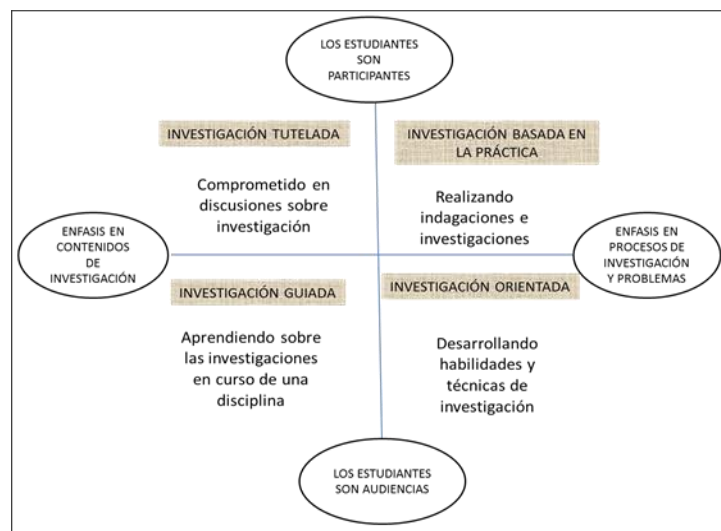 LOS ESTUDIANTES
SON
PARTICIPANTES
INVESTIGACIÓN TUTELADA
Comprometido en
discusiones sobre
investigación
INVESTIGACIÓN BASADA EN
LA PRÁCTICA
Realizando
indagaciones e
investigaciones
ENFASIS EN
CONTENIDOS
DE
INVESTIGACIÓN
ENFASIS EN
PROCESOS DE
INVESTIGACIÓN
Y PROBLEMAS
INVESTIGACIÓN GUIADA
Aprendiendo sobre
las investigaciones
en curso de una
disciplina
INVESTIGACIÓN ORIENTADA
Desarrollando
habilidades y
técnicas de
investigación
LOS ESTUDIANTES
SON AUDIENCIAS